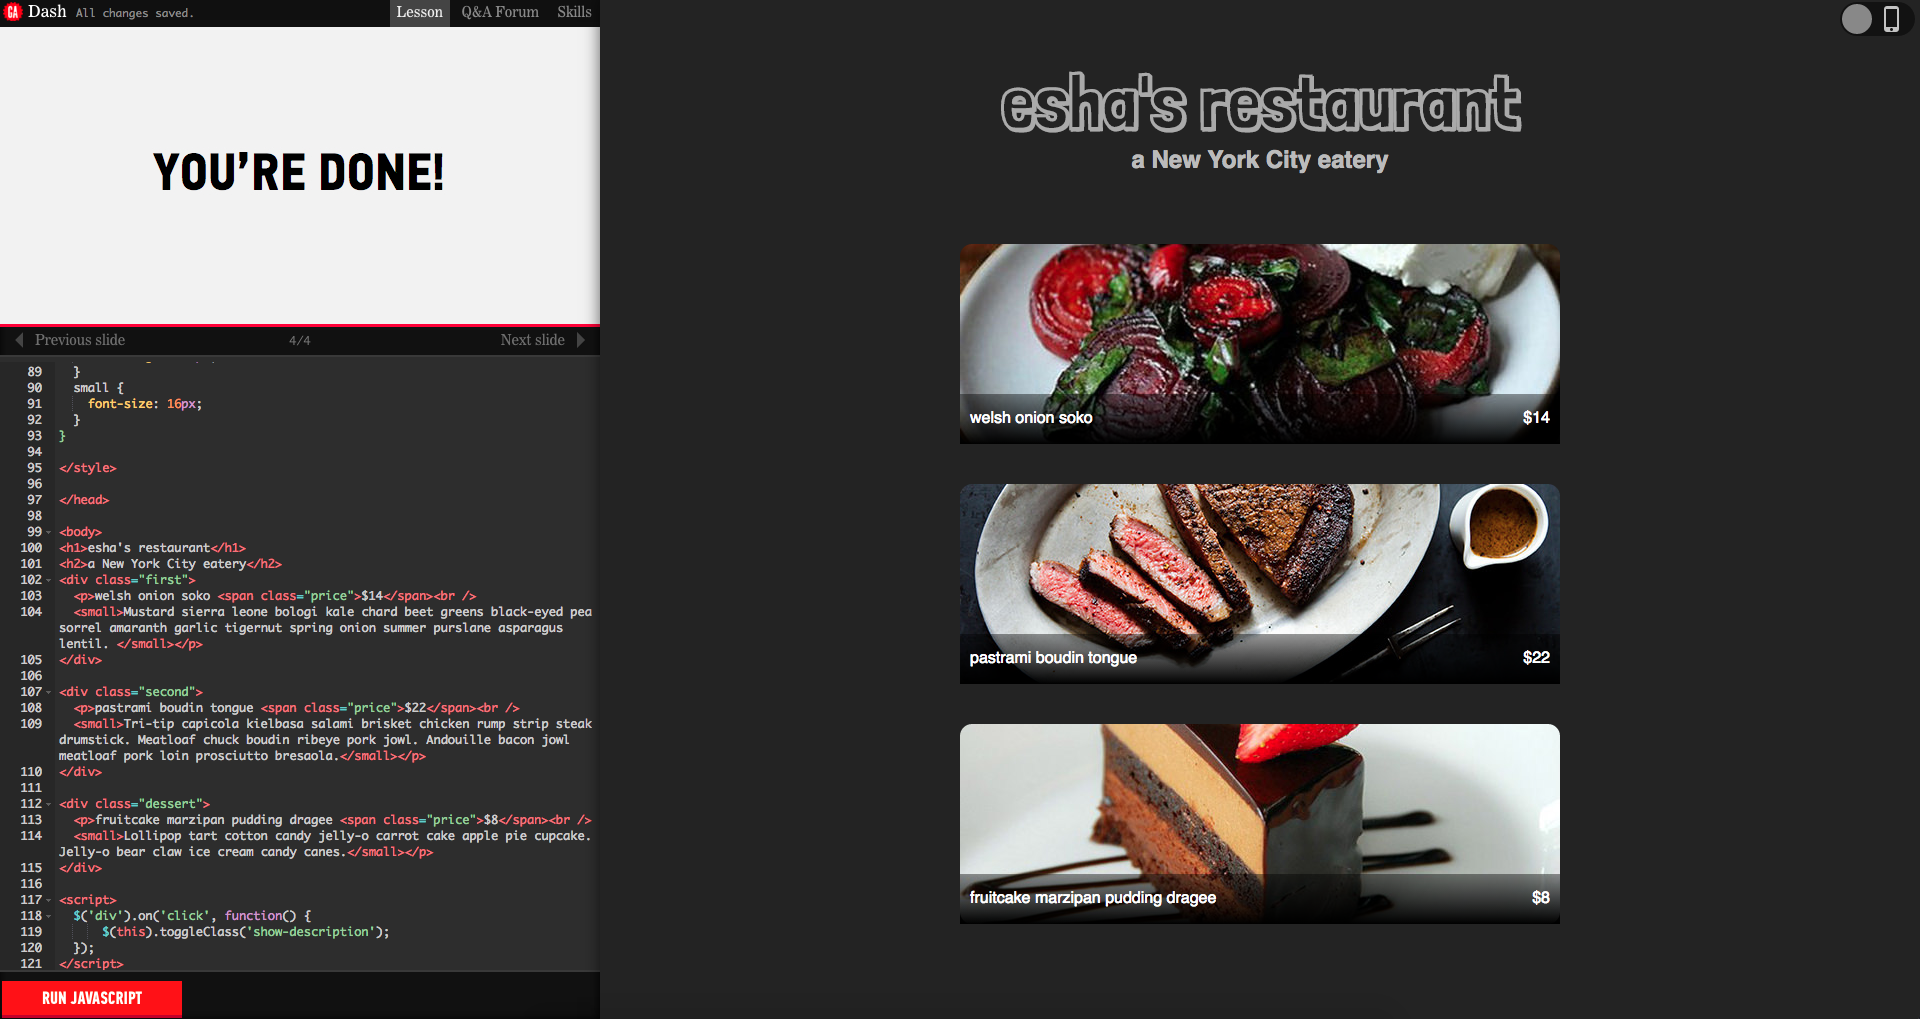 GA Dash All changes saved. Lesson Q&A Forum Skills
YOU'RE DONE!
Previous slide 4/4 Next slide
89 }
90 small {
91 font-size: 16px;
92 }
93 }
94
95 </style>
96
97 </head>
98
99 <body>
100 <h1>esha's restaurant</h1>
101 <h2>a New York City eatery</h2>
102 <div class="first">
103 <p>welsh onion soko <span class="price">$14</span><br />
104 <small>Mustard sierra leone bologi kale chard beet greens black-eyed pea
sorrel amaranth garlic tigernut spring onion summer purslane asparagus
lentil. </small></p>
105 </div>
106
107 <div class="second">
108 <p>pastrami boudin tongue <span class="price">$22</span><br />
109 <small>Tri-tip capicola kielbasa salami brisket chicken rump strip steak
drumstick. Meatloaf chuck boudin ribeye pork jowl. Andouille bacon jowl
meatloaf pork loin prosciutto bresaola.</small></p>
110 </div>
111
112 <div class="dessert">
113 <p>fruitcake marzipan pudding dragee <span class="price">$8</span><br />
114 <small>Lollipop tart cotton candy jelly-o carrot cake apple pie cupcake.
Jelly-o bear claw ice cream candy canes.</small></p>
115 </div>
116
117 <script>
118 $('div').on('click', function() {
119 $(this).toggleClass('show-description');
120 });
121 </script>
RUN JAVASCRIPT
esha's restaurant
a New York City eatery
welsh onion soko $14
pastrami boudin tongue $22
fruitcake marzipan pudding dragee $8